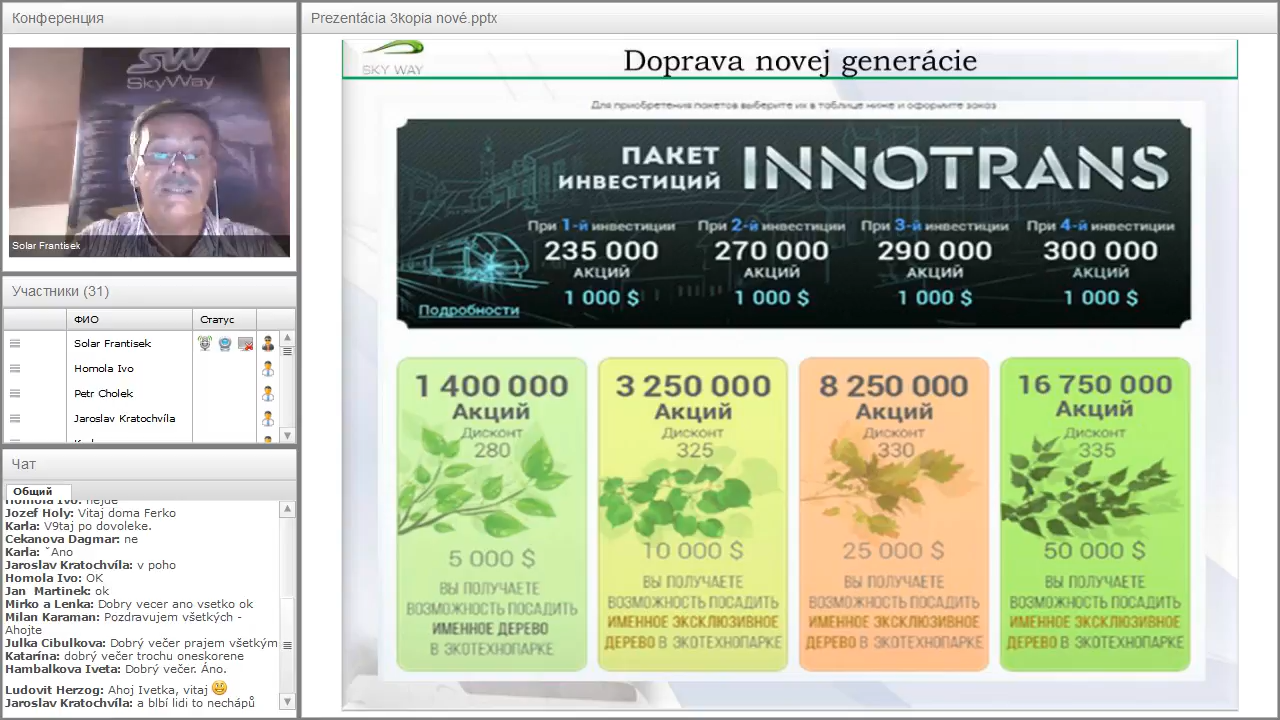 Конференция
SW
SkyWay
Solar Frantisek
Участники (31)
ФИО
Статус
Solar Frantisek
Homola Ivo
Petr Cholek
Jaroslav Kratochvíla
Чат
Общий
Homola Ivo: nejde
Jozef Holy: Vitaj doma Ferko
Karla: V9taj po dovoleke.
Cekanova Dagmar: ne
Karla: ˇAno
Jaroslav Kratochvíla: v poho
Homola Ivo: OK
Jan Martinek: ok
Mirko a Lenka: Dobry vecer ano vsetko ok
Milan Karaman: Pozdravujem všetkých -
Ahojte
Julka Cibulkova: Dobrý večer prajem všetkým
Katarína: dobrý večer trochu oneskorene
Hambalkova Iveta: Dobrý večer. Áno.
Ludovit Herzog: Ahoj Ivetka, vitaj
Jaroslav Kratochvíla: a blbí lidi to nechápů
Prezentácia 3kopia nové.pptx
SKY WAY
Doprava novej generácie
Для приобретения пакетов выберите их в таблице ниже и оформите заказ
ПАКЕТ
ИНВЕСТИЦИЙ
INNOTRANS
При 1-й инвестиции
235 000
АКЦИЙ
1 000 $
При 2-й инвестиции
270 000
АКЦИЙ
1 000 $
При 3-й инвестиции
290 000
АКЦИЙ
1 000 $
При 4-й инвестиции
300 000
АКЦИЙ
1 000 $
Подробности
1 400 000
Акций
Дисконт
280
5 000 $
ВЫ ПОЛУЧАЕТЕ
ВОЗМОЖНОСТЬ ПОСАДИТЬ
ИМЕННОЕ ДЕРЕВО
В ЭКОТЕХНОПАРКЕ
3 250 000
Акций
Дисконт
325
10 000 $
ВЫ ПОЛУЧАЕТЕ
ВОЗМОЖНОСТЬ ПОСАДИТЬ
ИМЕННОЕ ЭКСКЛЮЗИВНОЕ
ДЕРЕВО В ЭКОТЕХНОПАРКЕ
8 250 000
Акций
Дисконт
330
25 000 $
ВЫ ПОЛУЧАЕТЕ
ВОЗМОЖНОСТЬ ПОСАДИТЬ
ИМЕННОЕ ЭКСКЛЮЗИВНОЕ
ДЕРЕВО В ЭКОТЕХНОПАРКЕ
16 750 000
Акций
Дисконт
335
50 000 $
ВЫ ПОЛУЧАЕТЕ
ВОЗМОЖНОСТЬ ПОСАДИТЬ
ИМЕННОЕ ЭКСКЛЮЗИВНОЕ
ДЕРЕВО В ЭКОТЕХНОПАРКЕ